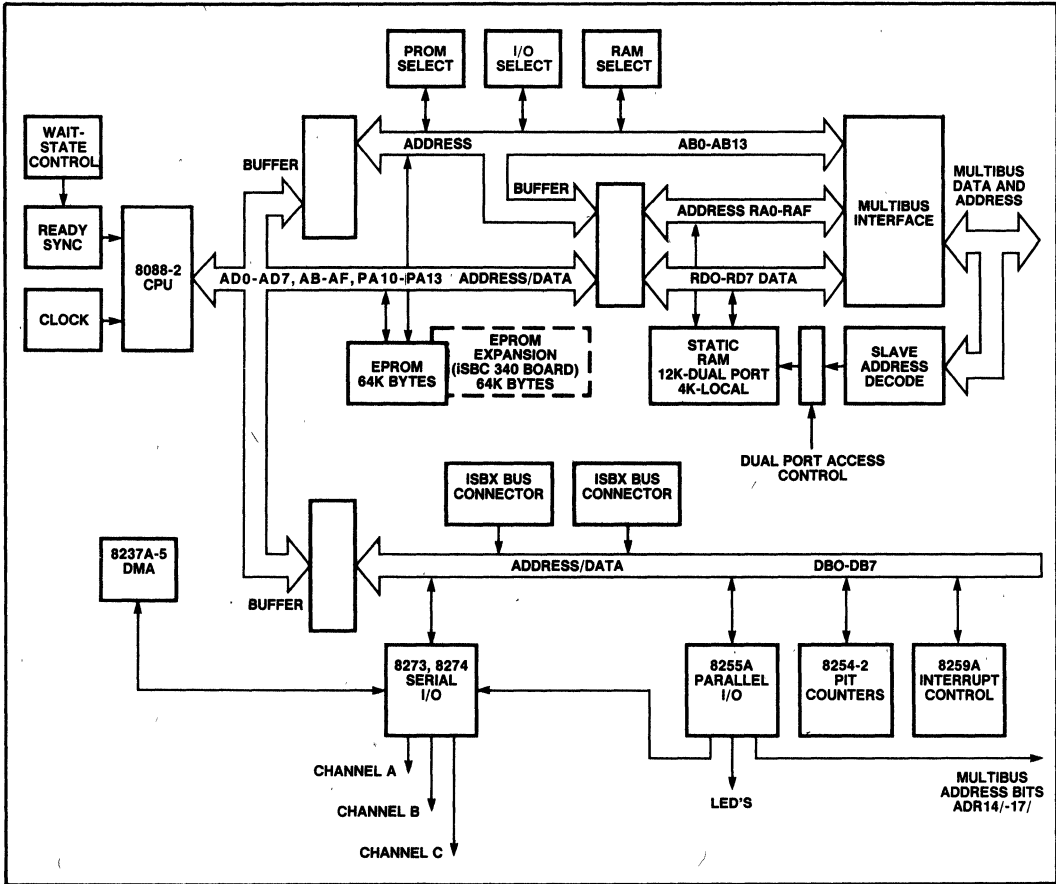 PROM
SELECT
I/O
SELECT
RAM
SELECT
WAIT-
STATE
CONTROL
BUFFER
ADDRESS
AB0-AB13
MULTIBUS
DATA AND
ADDRESS
READY
SYNC
8088-2
CPU
BUFFER
ADDRESS RA0-RAF
MULTIBUS
INTERFACE
AD0-AD7, AB-AF, PA10-PA13
ADDRESS/DATA
RDO-RD7 DATA
CLOCK
EPROM
64K BYTES
EPROM
EXPANSION
(iSBC 340 BOARD)
64K BYTES
STATIC
RAM
12K-DUAL PORT
4K-LOCAL
SLAVE
ADDRESS
DECODE
DUAL PORT ACCESS
CONTROL
ISBX BUS
CONNECTOR
ISBX BUS
CONNECTOR
8237A-5
DMA
ADDRESS/DATA
DBO-DB7
BUFFER
8273, 8274
SERIAL
I/O
8255A
PARALLEL
I/O
8254-2
PIT
COUNTERS
8259A
INTERRUPT
CONTROL
CHANNEL A
CHANNEL B
CHANNEL C
LED'S
MULTIBUS
ADDRESS BITS
ADR14/-17/